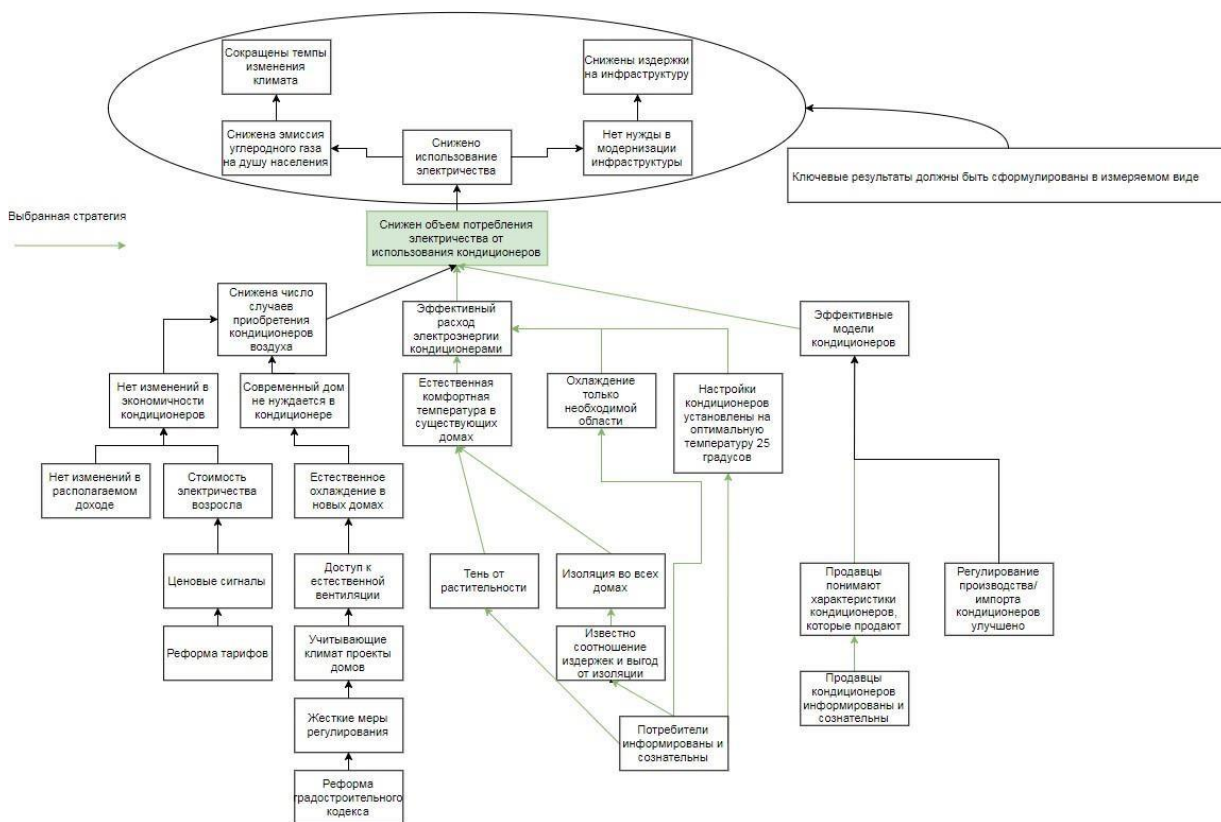 Сокращены темпы
изменения
климата
Снижены издержки
на инфраструктуру
Снижена эмиссия
углеродного газа
на душу населения
Снижено
использование
электричества
Нет нужды в
модернизации
инфраструктуры
Ключевые результаты должны быть сформулированы в измеряемом виде
Выбранная стратегия
Снижен объем потребления
электричества от
использования кондиционеров
Снижена число
случаев
приобретения
кондиционеров
воздуха
Эффективный
расход
электроэнергии
кондиционерами
Эффективные
модели
кондиционеров
Нет изменений в
экономичности
кондиционеров
Современный дом
не нуждается в
кондиционере
Естественная
комфортная
температура в
существующих
домах
Охлаждение
только
необходимой
области
Настройки
кондиционеров
установлены на
оптимальную
температуру 25
градусов
Нет изменений в
располагаемом
доходе
Стоимость
электричества
возросла
Естественное
охлаждение в
новых домах
Ценовые сигналы
Доступ к
естественной
вентиляции
Тень от
растительности
Изоляция во всех
домах
Продавцы
понимают
характеристики
кондиционеров,
которые продают
Регулирование
производства/
импорта
кондиционеров
улучшено
Реформа тарифов
Учитывающие
климат проекты
домов
Известно
соотношение
издержек и выгод
от изоляции
Продавцы
кондиционеров
информированы и
сознательны
Жесткие меры
регулирования
Потребители
информированы и
сознательны
Реформа
градостроительного
кодекса